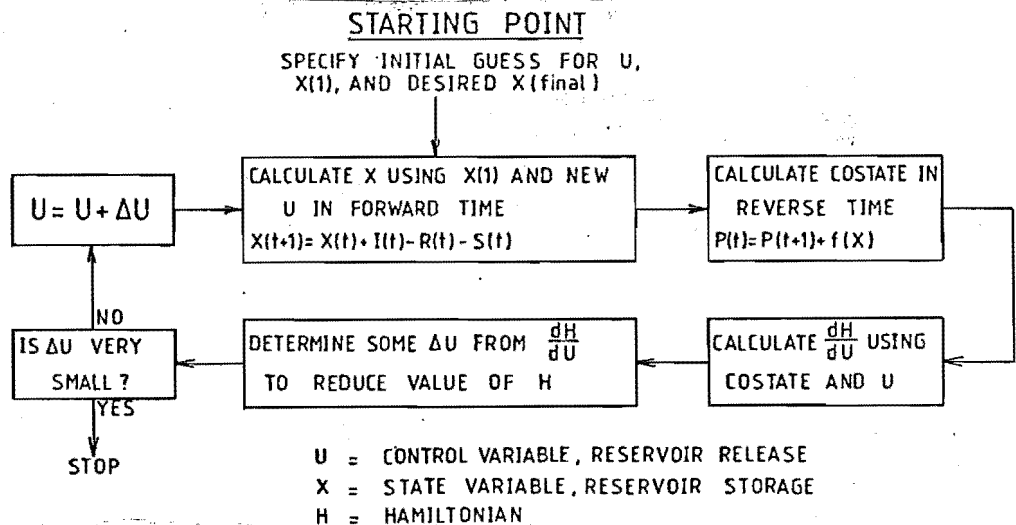 STARTING POINT
SPECIFY INITIAL GUESS FOR U,
X(1), AND DESIRED X(final)
CALCULATE X USING X(1) AND NEW
U IN FORWARD TIME
X(t+1)= X(t)+ I(t)- R(t)- S(t)
CALCULATE COSTATE IN
REVERSE TIME
P(t)= P(t+1)+ f(X)
CALCULATE dH/dU USING
COSTATE AND U
DETERMINE SOME ΔU FROM dH/dU
TO REDUCE VALUE OF H
IS ΔU VERY
SMALL ?
NO
U= U+ΔU
YES
STOP
U = CONTROL VARIABLE, RESERVOIR RELEASE
X = STATE VARIABLE, RESERVOIR STORAGE
H = HAMILTONIAN